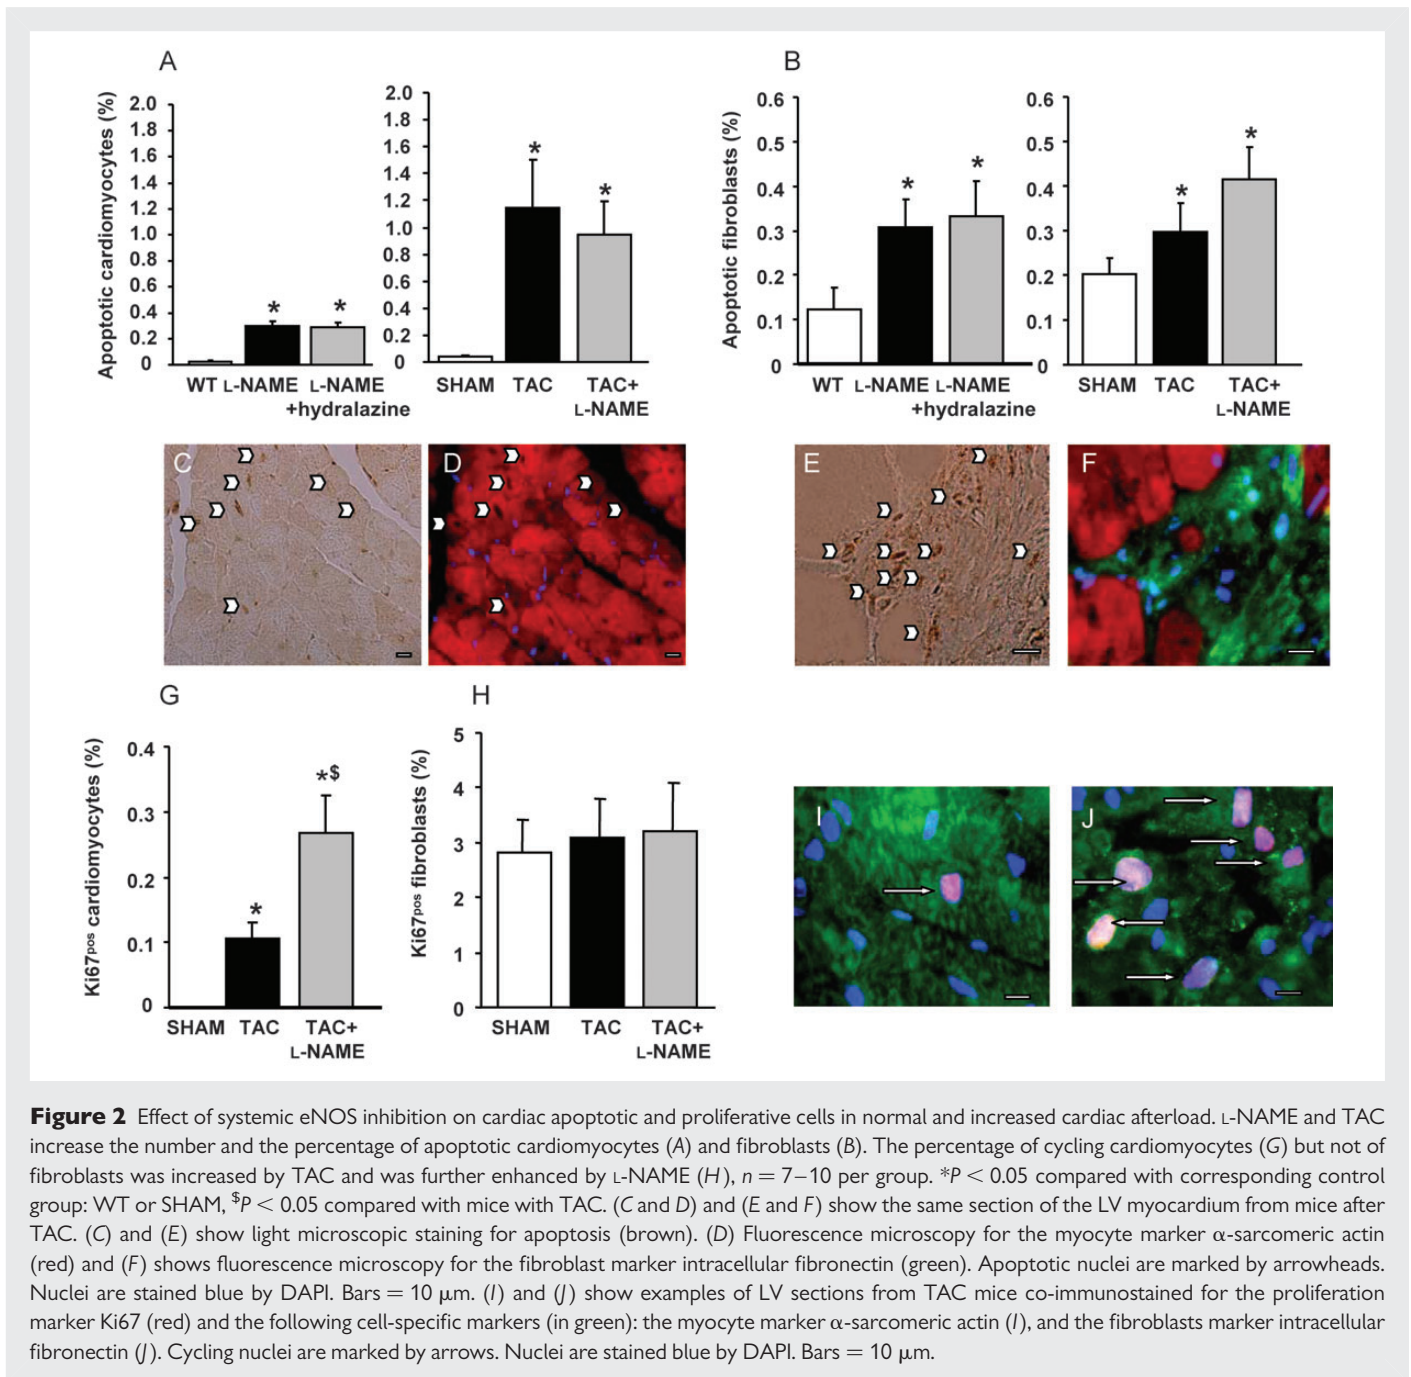 A
B
Apoptotic cardiomyocytes (%)
2.0
1.8
1.6
1.4
1.2
1.0
0.8
0.6
0.4
0.2
0
*
*
WT L-NAME L-NAME
+hydralazine
2.0
1.8
1.6
1.4
1.2
1.0
0.8
0.6
0.4
0.2
0
*
*
SHAM TAC TAC+
L-NAME
Apoptotic fibroblasts (%)
0.6
0.5
0.4
0.3
0.2
0.1
0
*
*
WT L-NAME L-NAME
+hydralazine
0.6
0.5
0.4
0.3
0.2
0.1
0
*
*
SHAM TAC TAC+
L-NAME
C
D
E
F
G
H
Ki67pos cardiomyocytes (%)
0.4
0.3
0.2
0.1
0
*
*$
SHAM TAC TAC+
L-NAME
Ki67pos fibroblasts (%)
5
4
3
2
1
0
SHAM TAC TAC+
L-NAME
I
J
Figure 2 Effect of systemic eNOS inhibition on cardiac apoptotic and proliferative cells in normal and increased cardiac afterload. L-NAME and TAC
increase the number and the percentage of apoptotic cardiomyocytes (A) and fibroblasts (B). The percentage of cycling cardiomyocytes (G) but not of
fibroblasts was increased by TAC and was further enhanced by L-NAME (H), n = 7–10 per group. *P < 0.05 compared with corresponding control
group: WT or SHAM, $P < 0.05 compared with mice with TAC. (C and D) and (E and F) show the same section of the LV myocardium from mice after
TAC. (C) and (E) show light microscopic staining for apoptosis (brown). (D) Fluorescence microscopy for the myocyte marker α-sarcomeric actin
(red) and (F) shows fluorescence microscopy for the fibroblast marker intracellular fibronectin (green). Apoptotic nuclei are marked by arrowheads.
Nuclei are stained blue by DAPI. Bars = 10 μm. (I) and (J) show examples of LV sections from TAC mice co-immunostained for the proliferation
marker Ki67 (red) and the following cell-specific markers (in green): the myocyte marker α-sarcomeric actin (I), and the fibroblasts marker intracellular
fibronectin (J). Cycling nuclei are marked by arrows. Nuclei are stained blue by DAPI. Bars = 10 μm.